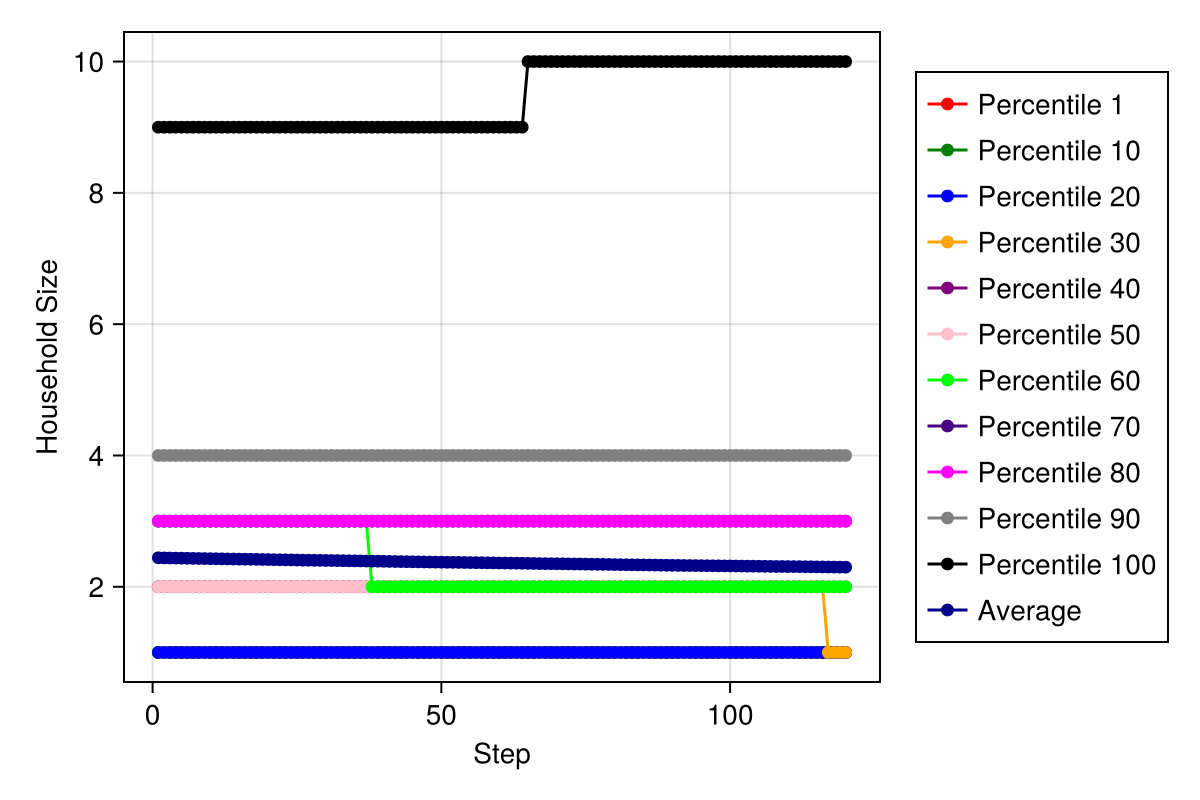 10
8
6
4
2
Household Size
0
50
100
Step
Percentile 1
Percentile 10
Percentile 20
Percentile 30
Percentile 40
Percentile 50
Percentile 60
Percentile 70
Percentile 80
Percentile 90
Percentile 100
Average